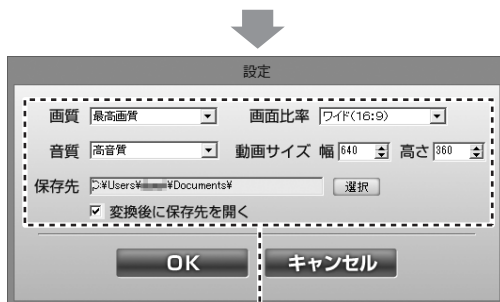 設定
画質 最高画質 画面比率 ワイド(16:9)
音質 高音質 動画サイズ 幅 640 高さ 360
保存先 :¥Users¥ ¥Documents¥ 選択
変換後に保存先を開く
OK キャンセル